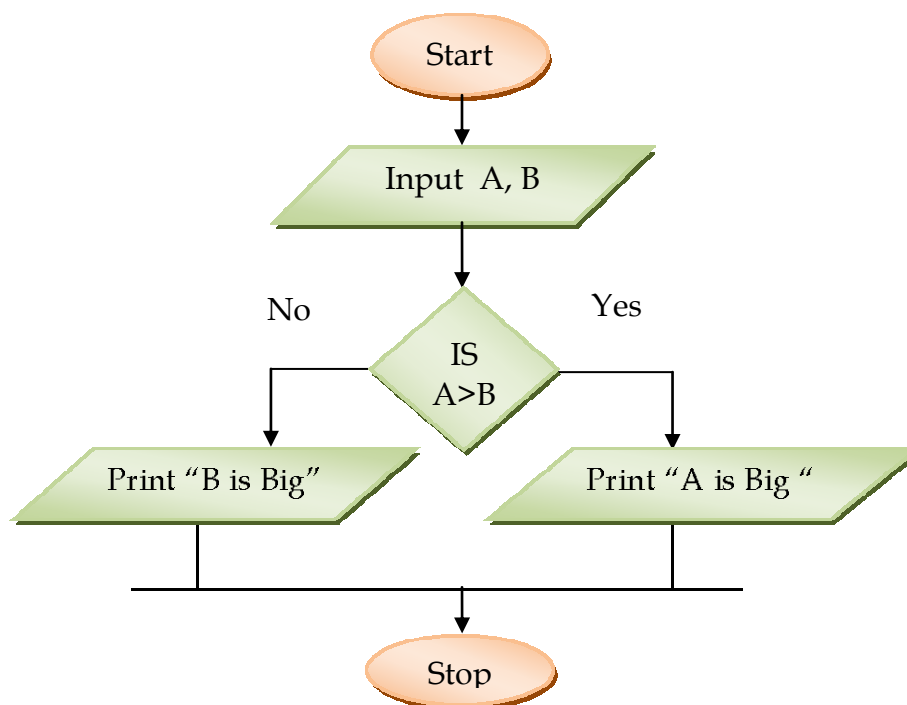 Start
Input A, B
No
Yes
IS
A>B
Print “B is Big”
Print “A is Big “
Stop